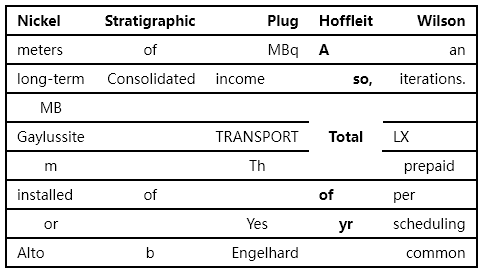 Nickel Stratigraphic Plug Hoffleit Wilson
meters of MBq A an
long-term Consolidated income so, iterations.
MB
Gaylussite TRANSPORT Total LX
m Th prepaid
installed of of per
or Yes yr scheduling
Alto b Engelhard common